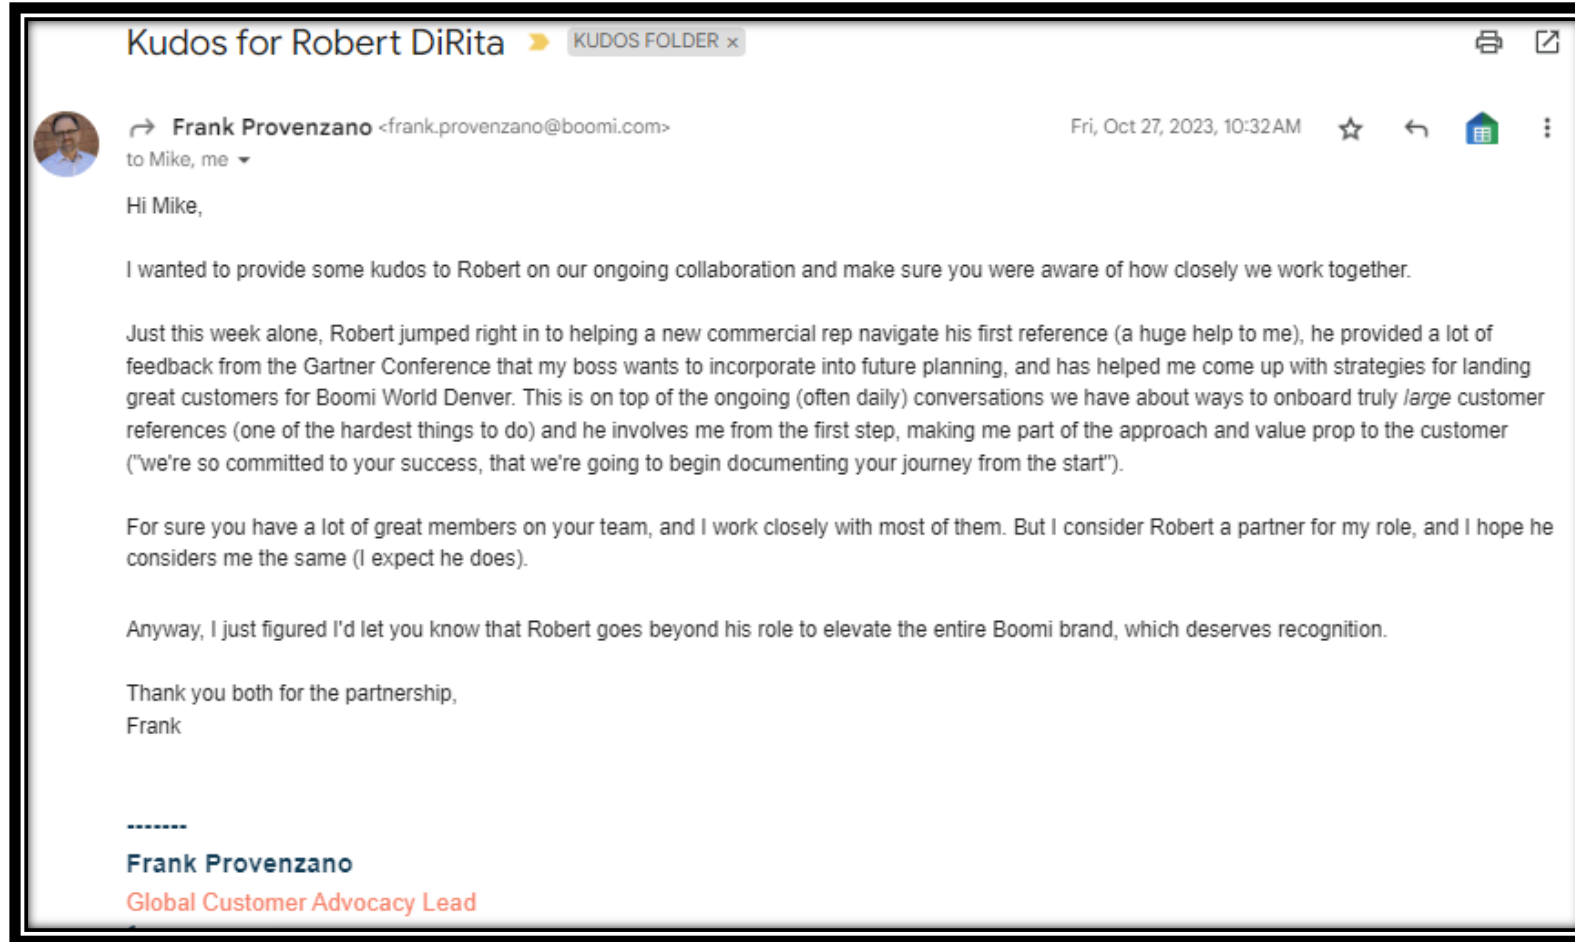 Kudos for Robert DiRita KUDOS FOLDER ×
Frank Provenzano <frank.provenzano@boomi.com> Fri, Oct 27, 2023, 10:32 AM
to Mike, me
Hi Mike,
I wanted to provide some kudos to Robert on our ongoing collaboration and make sure you were aware of how closely we work together.
Just this week alone, Robert jumped right in to helping a new commercial rep navigate his first reference (a huge help to me), he provided a lot of
feedback from the Gartner Conference that my boss wants to incorporate into future planning, and has helped me come up with strategies for landing
great customers for Boomi World Denver. This is on top of the ongoing (often daily) conversations we have about ways to onboard truly large customer
references (one of the hardest things to do) and he involves me from the first step, making me part of the approach and value prop to the customer
("we're so committed to your success, that we're going to begin documenting your journey from the start").
For sure you have a lot of great members on your team, and I work closely with most of them. But I consider Robert a partner for my role, and I hope he
considers me the same (I expect he does).
Anyway, I just figured I'd let you know that Robert goes beyond his role to elevate the entire Boomi brand, which deserves recognition.
Thank you both for the partnership,
Frank
-------
Frank Provenzano
Global Customer Advocacy Lead